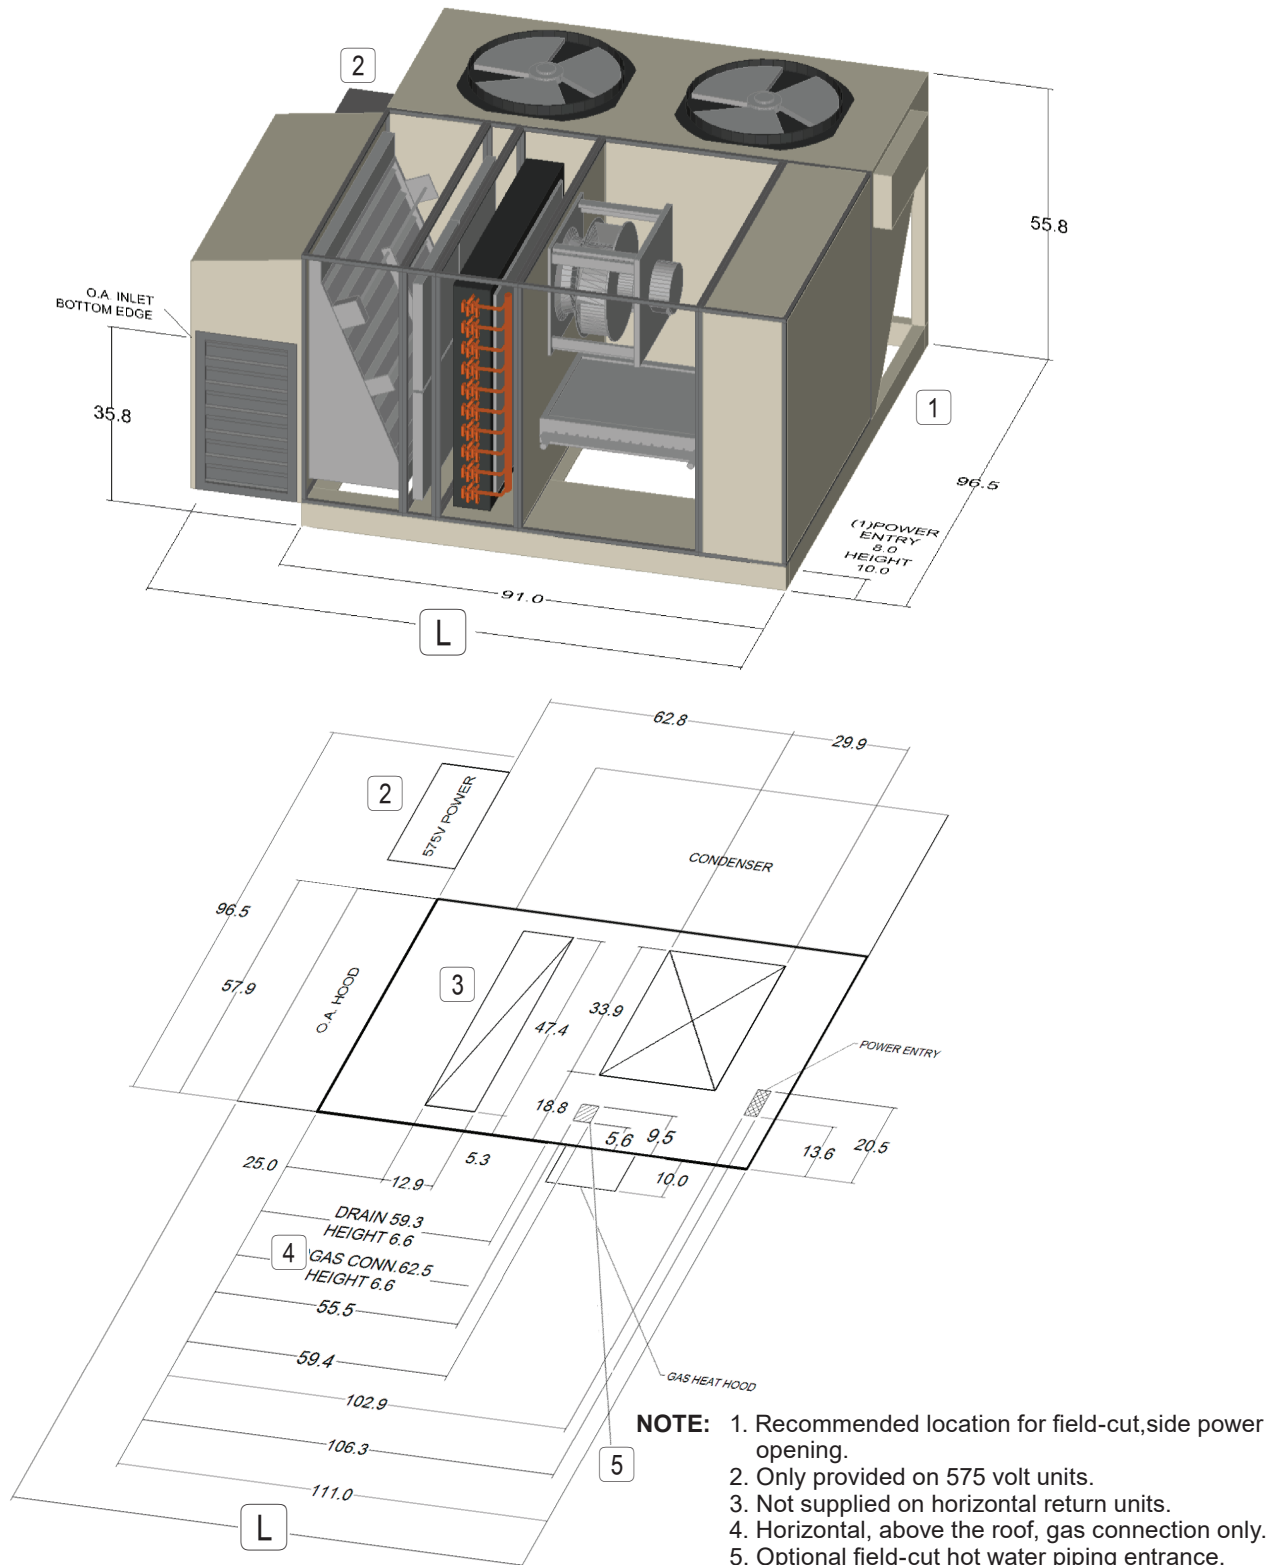 2
55.8
O.A. INLET
BOTTOM EDGE
35.8
1
96.5
(1)POWER
ENTRY
8.0
HEIGHT
10.0
91.0
L
62.8
29.9
2
575V POWER
CONDENSER
96.5
57.9
O.A. HOOD
3
33.9
47.4
POWER ENTRY
18.8
5.6
9.5
13.6
20.5
25.0
12.9
5.3
10.0
DRAIN 59.3
HEIGHT 6.6
4
GAS CONN.62.5
HEIGHT 6.6
55.5
59.4
GAS HEAT HOOD
102.9
106.3
5
111.0
L
NOTE: 1. Recommended location for field-cut,side power
opening.
2. Only provided on 575 volt units.
3. Not supplied on horizontal return units.
4. Horizontal, above the roof, gas connection only.
5. Optional field-cut hot water piping entrance.